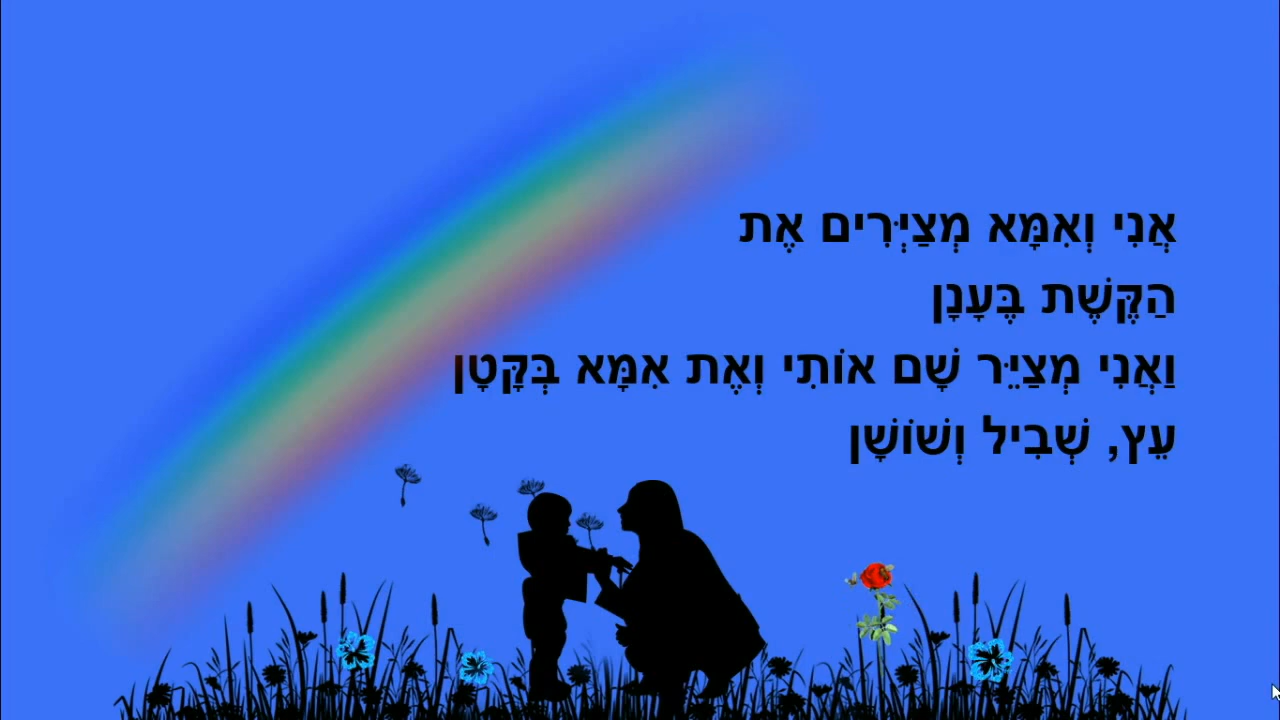 אֲנִי וְאִמָּא מְצַיְּרִים אֶת
הַקֶּשֶׁת בֶּעָנָן
וַאֲנִי מְצַיֵּר שָׁם אוֹתִי וְאֶת אִמָּא בְּקָטָן
עֵץ, שְׁבִיל וְשׁוֹשָׁן